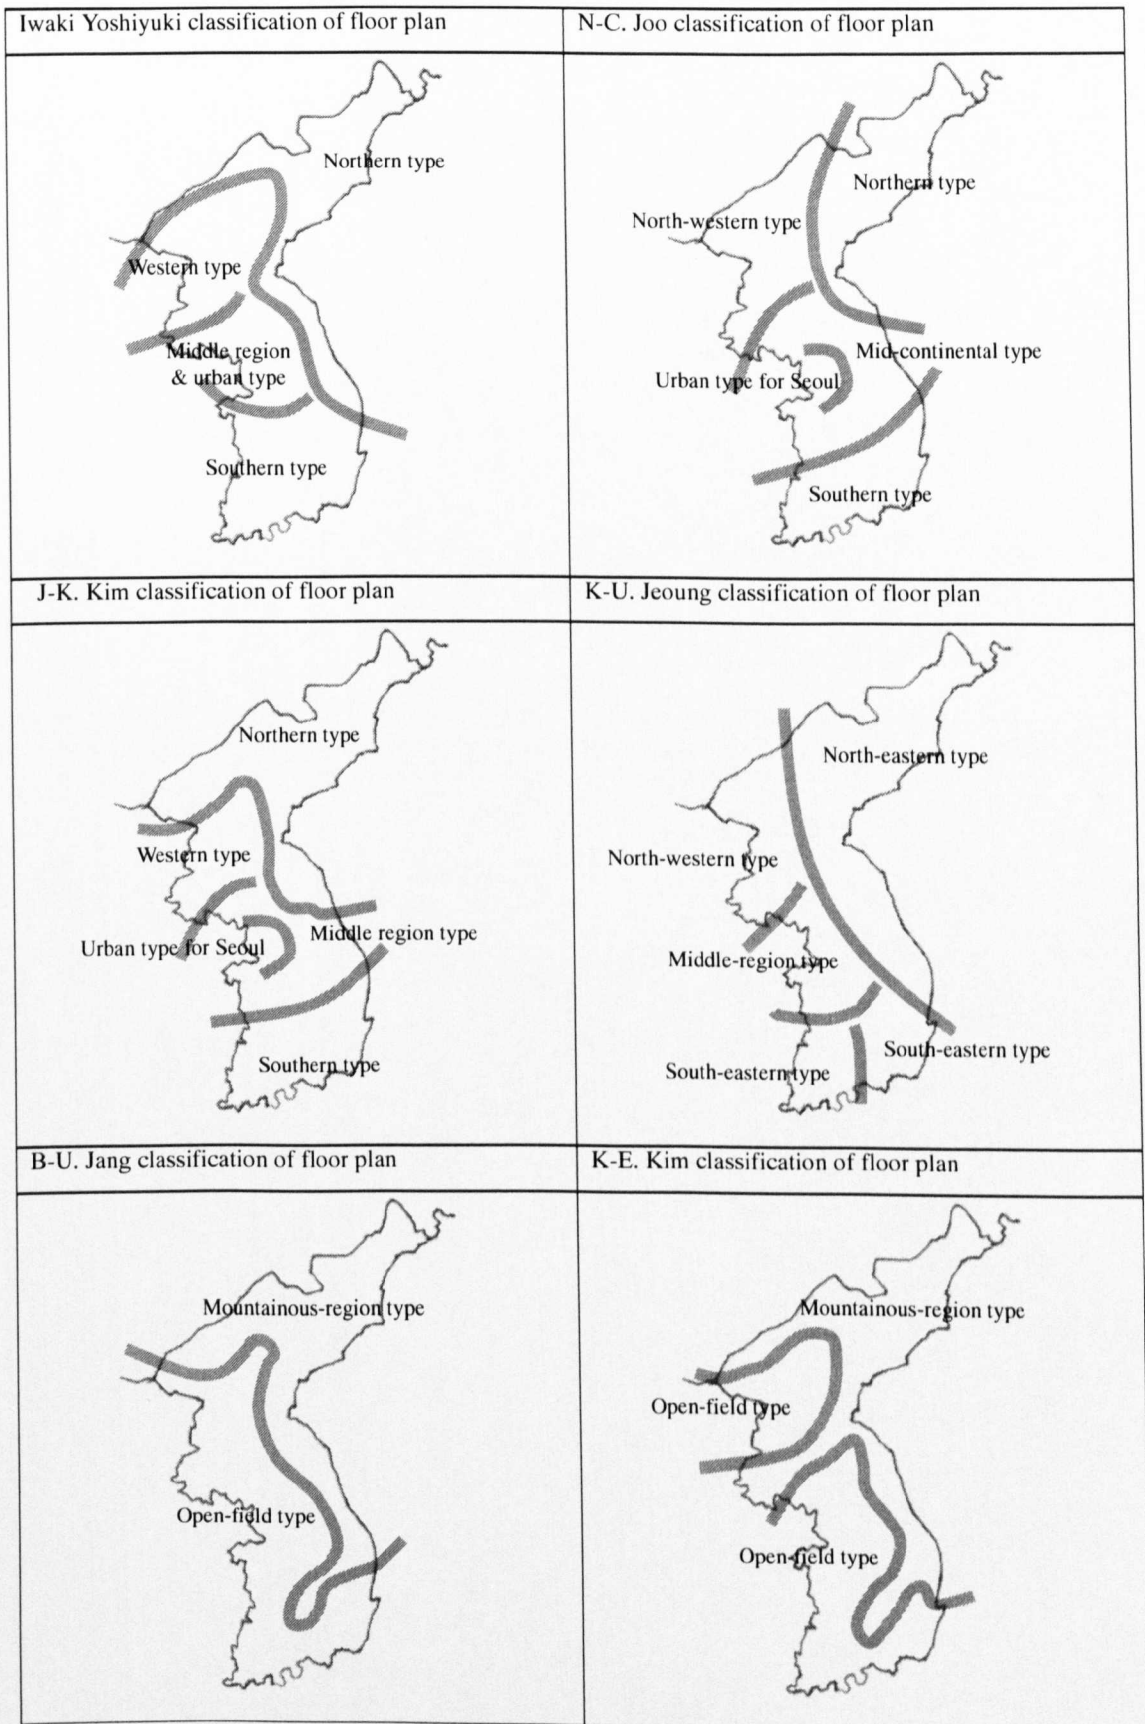 Iwaki Yoshiyuki classification of floor plan
N-C. Joo classification of floor plan
Northern type
Western type
Middle region
& urban type
Southern type
Northern type
North-western type
Mid-continental type
Urban type for Seoul
Southern type
J-K. Kim classification of floor plan
K-U. Jeoung classification of floor plan
Northern type
Western type
Middle region type
Urban type for Seoul
Southern type
North-eastern type
North-western type
Middle-region type
South-eastern type
South-eastern type
B-U. Jang classification of floor plan
K-E. Kim classification of floor plan
Mountainous-region type
Open-field type
Mountainous-region type
Open-field type
Open-field type